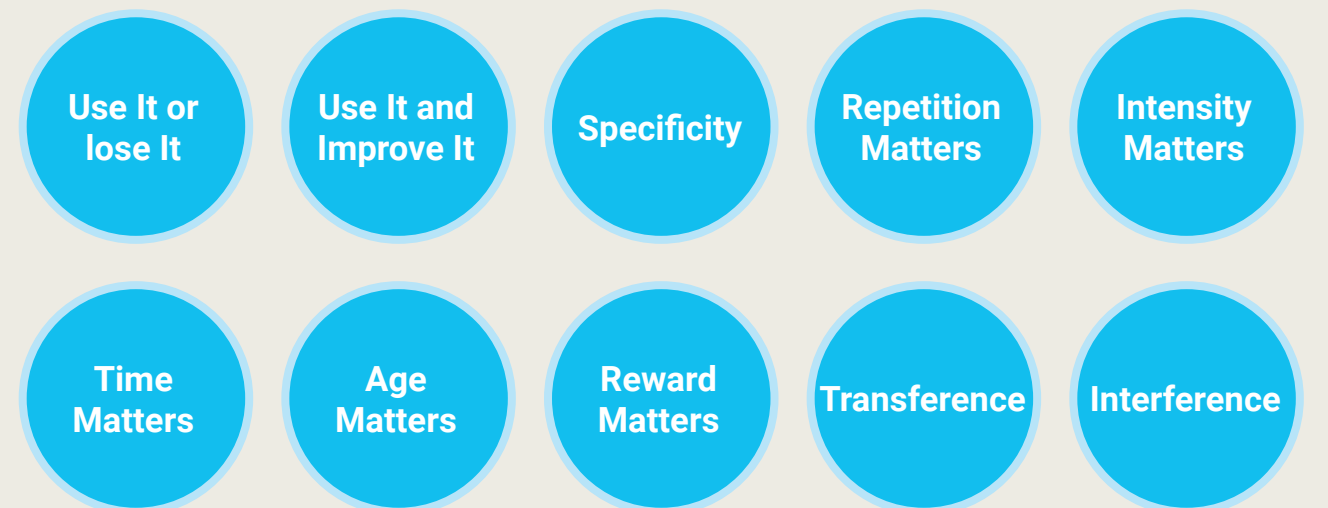 Use It or
lose It
Use It and
Improve It
Specificity
Repetition
Matters
Intensity
Matters
Time
Matters
Age
Matters
Reward
Matters
Transference
Interference